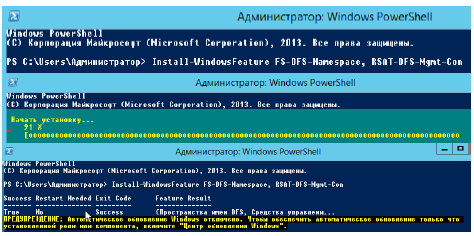 Администратор: Windows PowerShell
Windows PowerShell
(C) Корпорация Майкрософт (Microsoft Corporation), 2013. Все права защищены.
PS C:\Users\Администратор> Install-WindowsFeature FS-DFS-Namespace, RSAT-DFS-Mgmt-Con
Администратор: Windows PowerShell
Windows PowerShell
(C) Корпорация Майкрософт (Microsoft Corporation), 2013. Все права защищены.
Начать установку...
91 %
Администратор: Windows PowerShell
Windows PowerShell
(C) Корпорация Майкрософт (Microsoft Corporation), 2013. Все права защищены.
PS C:\Users\Администратор> Install-WindowsFeature FS-DFS-Namespace, RSAT-DFS-Mgmt-Con
Success Restart Needed Exit Code Feature Result
True No Success {Пространства имен DFS, Средства управлени...
ПРЕДУПРЕЖДЕНИЕ: Автоматическое обновление Windows отключено. Чтобы обеспечить автоматическое обновление только что
установленной роли или компонента, включите "Центр обновления Windows".